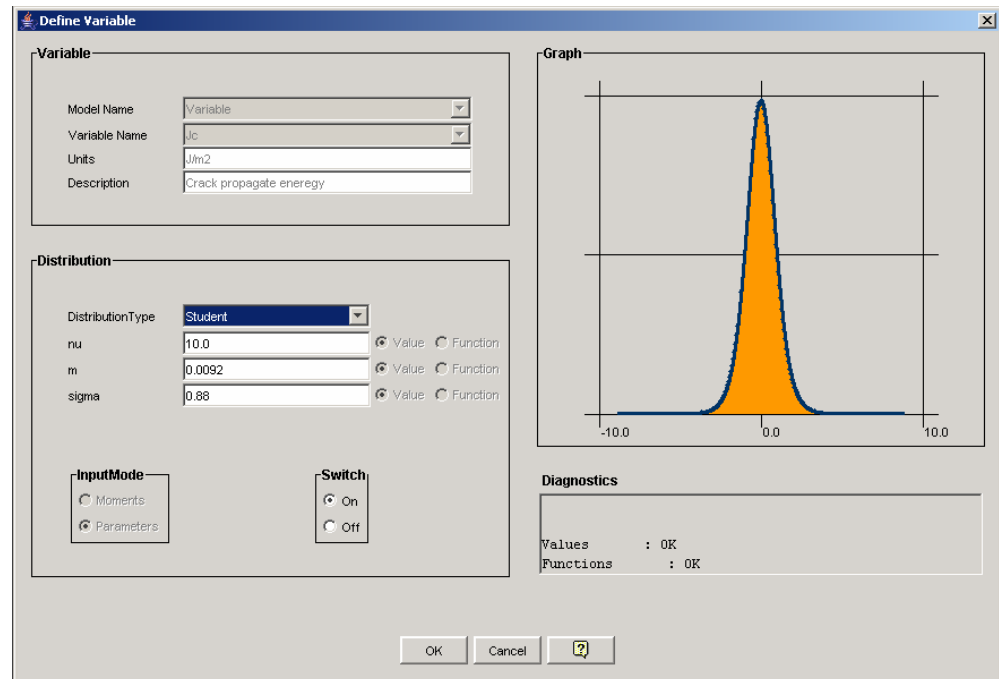 Define Variable
Variable
Model Name Variable
Variable Name Jc
Units J/m2
Description Crack propagate eneregy
Distribution
DistributionType Student
nu 10.0 Value Function
m 0.0092 Value Function
sigma 0.88 Value Function
InputMode
Moments
Parameters
Switch
On
Off
Graph
-10.0 0.0 10.0
Diagnostics
Values : OK
Functions : OK
OK Cancel ?